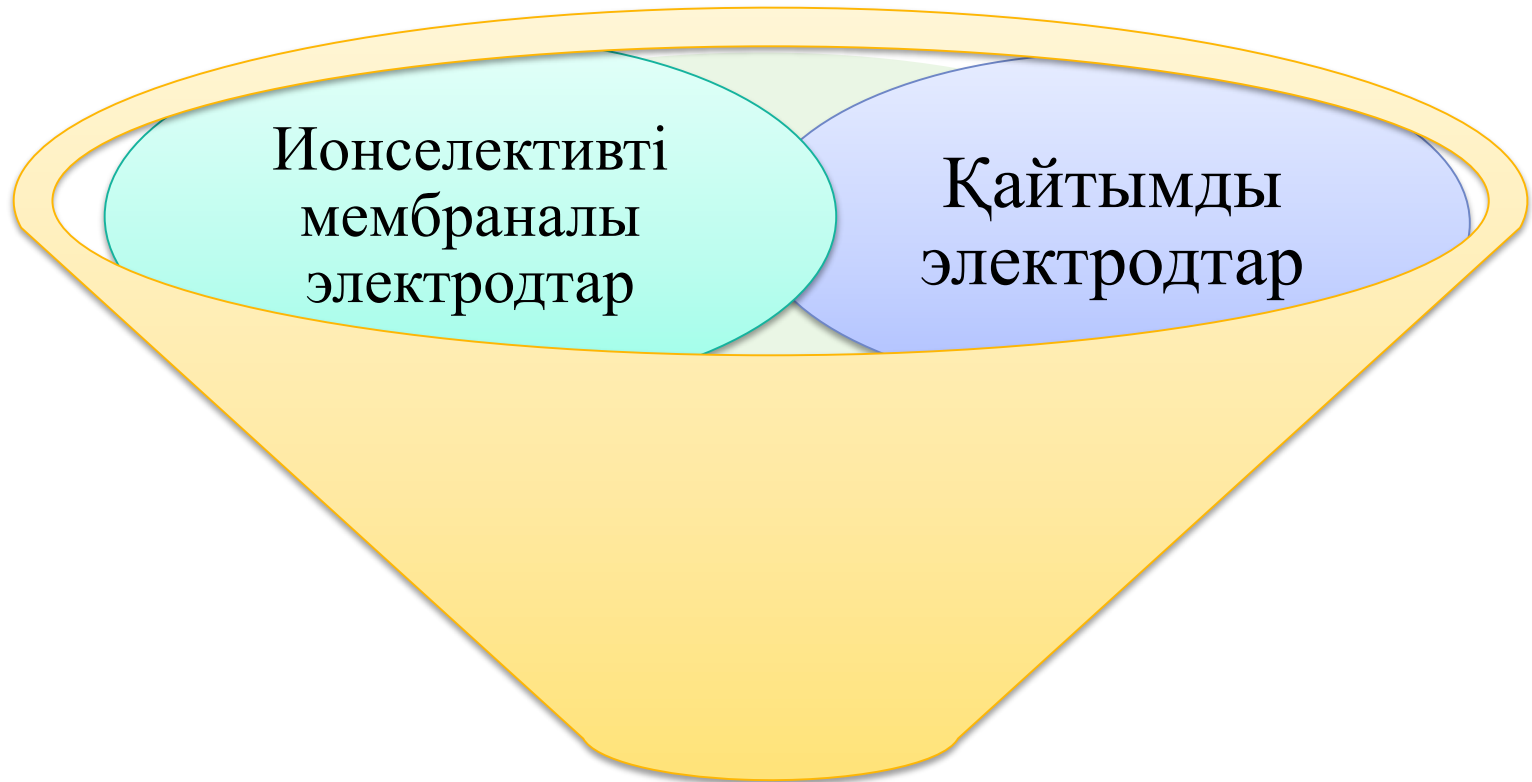 Ионселективті
мембраналы
электродтар
Қайтымды
электродтар